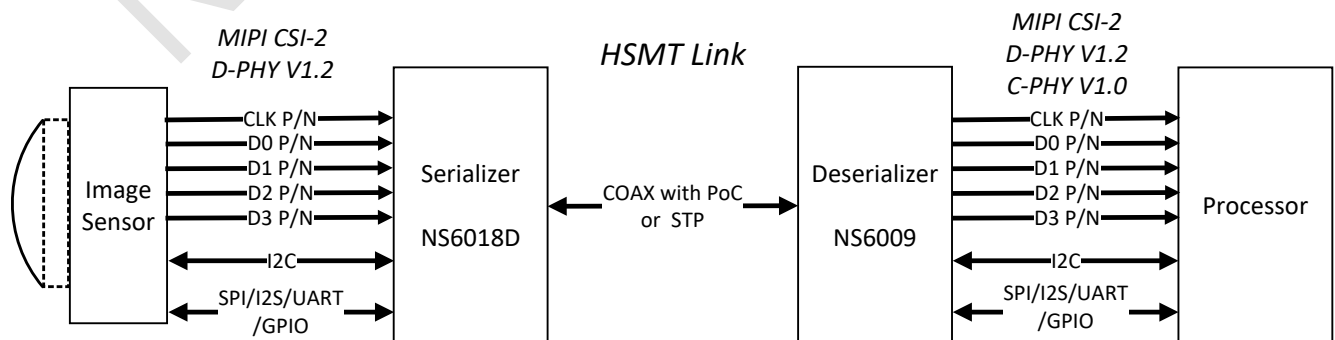 MIPI CSI-2
D-PHY V1.2
HSMT Link
MIPI CSI-2
D-PHY V1.2
C-PHY V1.0
Image
Sensor
CLK P/N
D0 P/N
D1 P/N
D2 P/N
D3 P/N
I2C
SPI/I2S/UART
/GPIO
Serializer
NS6018D
COAX with PoC
or STP
Deserializer
NS6009
CLK P/N
D0 P/N
D1 P/N
D2 P/N
D3 P/N
I2C
SPI/I2S/UART
/GPIO
Processor